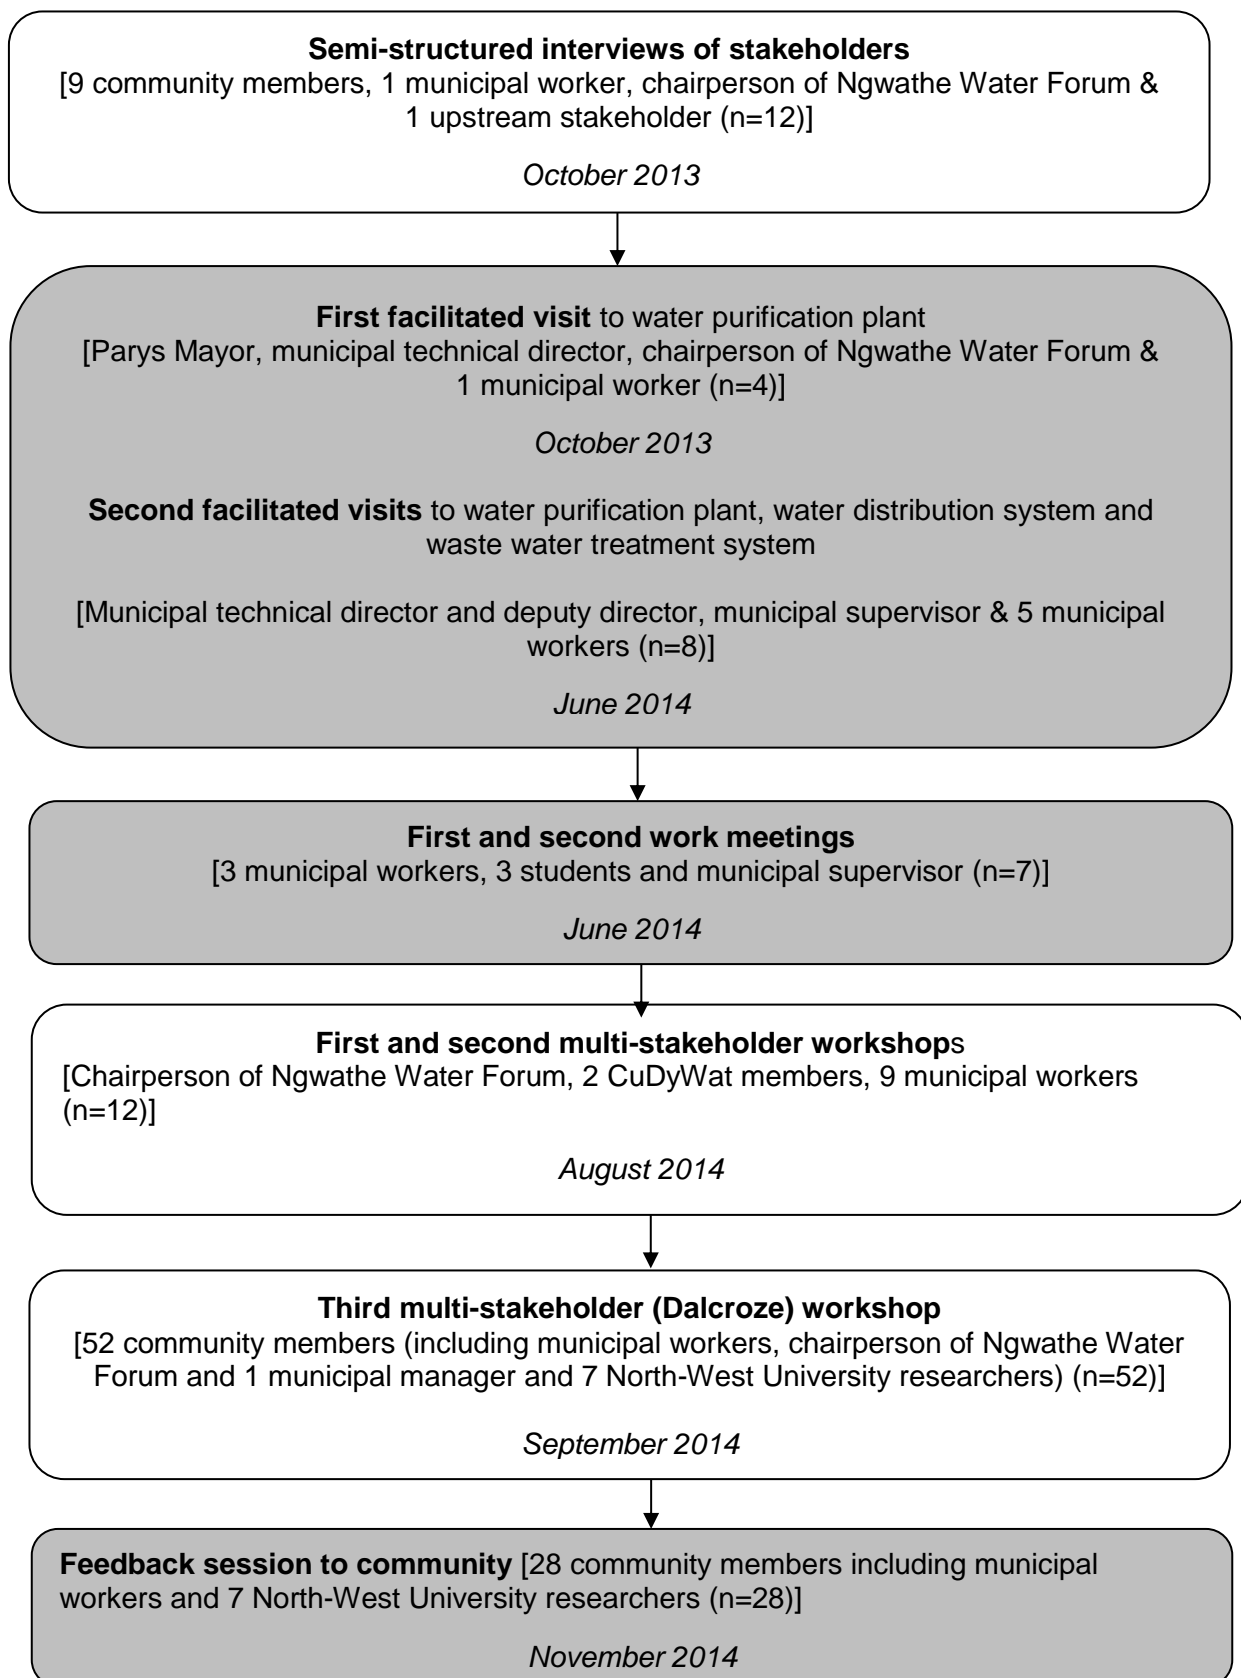 Semi-structured interviews of stakeholders
[9 community members, 1 municipal worker, chairperson of Ngwathe Water Forum &
1 upstream stakeholder (n=12)]
October 2013
First facilitated visit to water purification plant
[Parys Mayor, municipal technical director, chairperson of Ngwathe Water Forum &
1 municipal worker (n=4)]
October 2013
Second facilitated visits to water purification plant, water distribution system and
waste water treatment system
[Municipal technical director and deputy director, municipal supervisor & 5 municipal
workers (n=8)]
June 2014
First and second work meetings
[3 municipal workers, 3 students and municipal supervisor (n=7)]
June 2014
First and second multi-stakeholder workshops
[Chairperson of Ngwathe Water Forum, 2 CuDyWat members, 9 municipal workers
(n=12)]
August 2014
Third multi-stakeholder (Dalcroze) workshop
[52 community members (including municipal workers, chairperson of Ngwathe Water
Forum and 1 municipal manager and 7 North-West University researchers) (n=52)]
September 2014
Feedback session to community [28 community members including municipal
workers and 7 North-West University researchers (n=28)]
November 2014